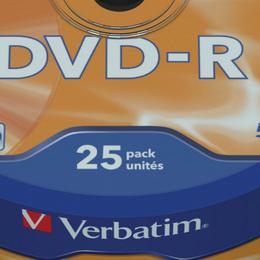 DVD-R
25 pack
unités
Verbatim®